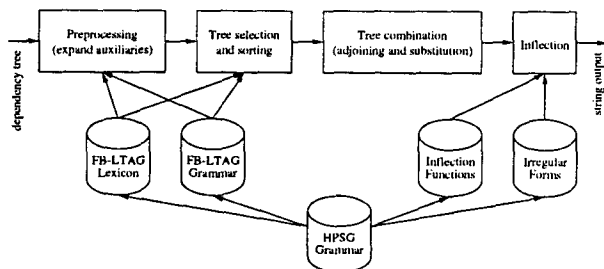 dependency tree
Preprocessing
(expand auxiliaries)
Tree selection
and sorting
Tree combination
(adjoining and substitution)
Inflection
string output
FB-LTAG
Lexicon
FB-LTAG
Grammar
Inflection
Functions
Irregular
Forms
HPSG
Grammar